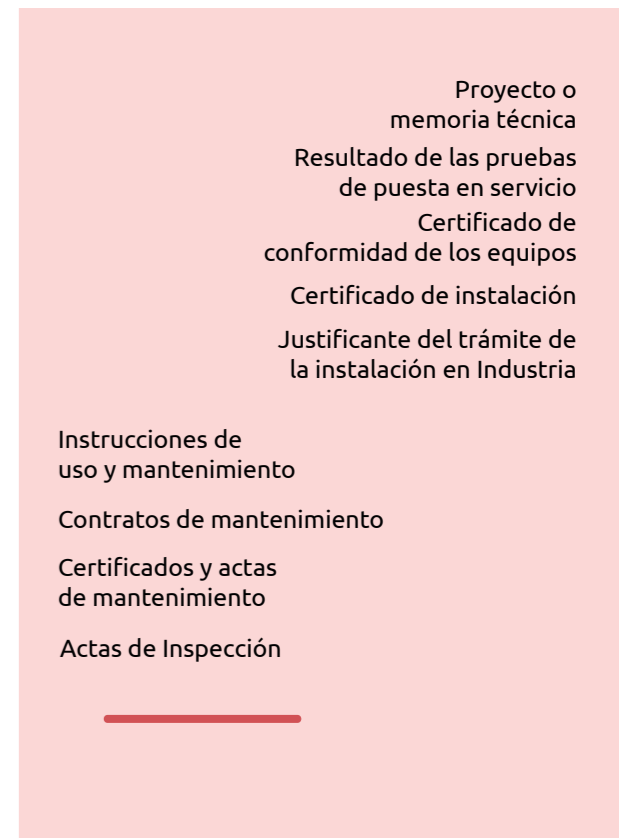 Proyecto o
memoria técnica
Resultado de las pruebas
de puesta en servicio
Certificado de
conformidad de los equipos
Certificado de instalación
Justificante del trámite de
la instalación en Industria
Instrucciones de
uso y mantenimiento
Contratos de mantenimiento
Certificados y actas
de mantenimiento
Actas de Inspección